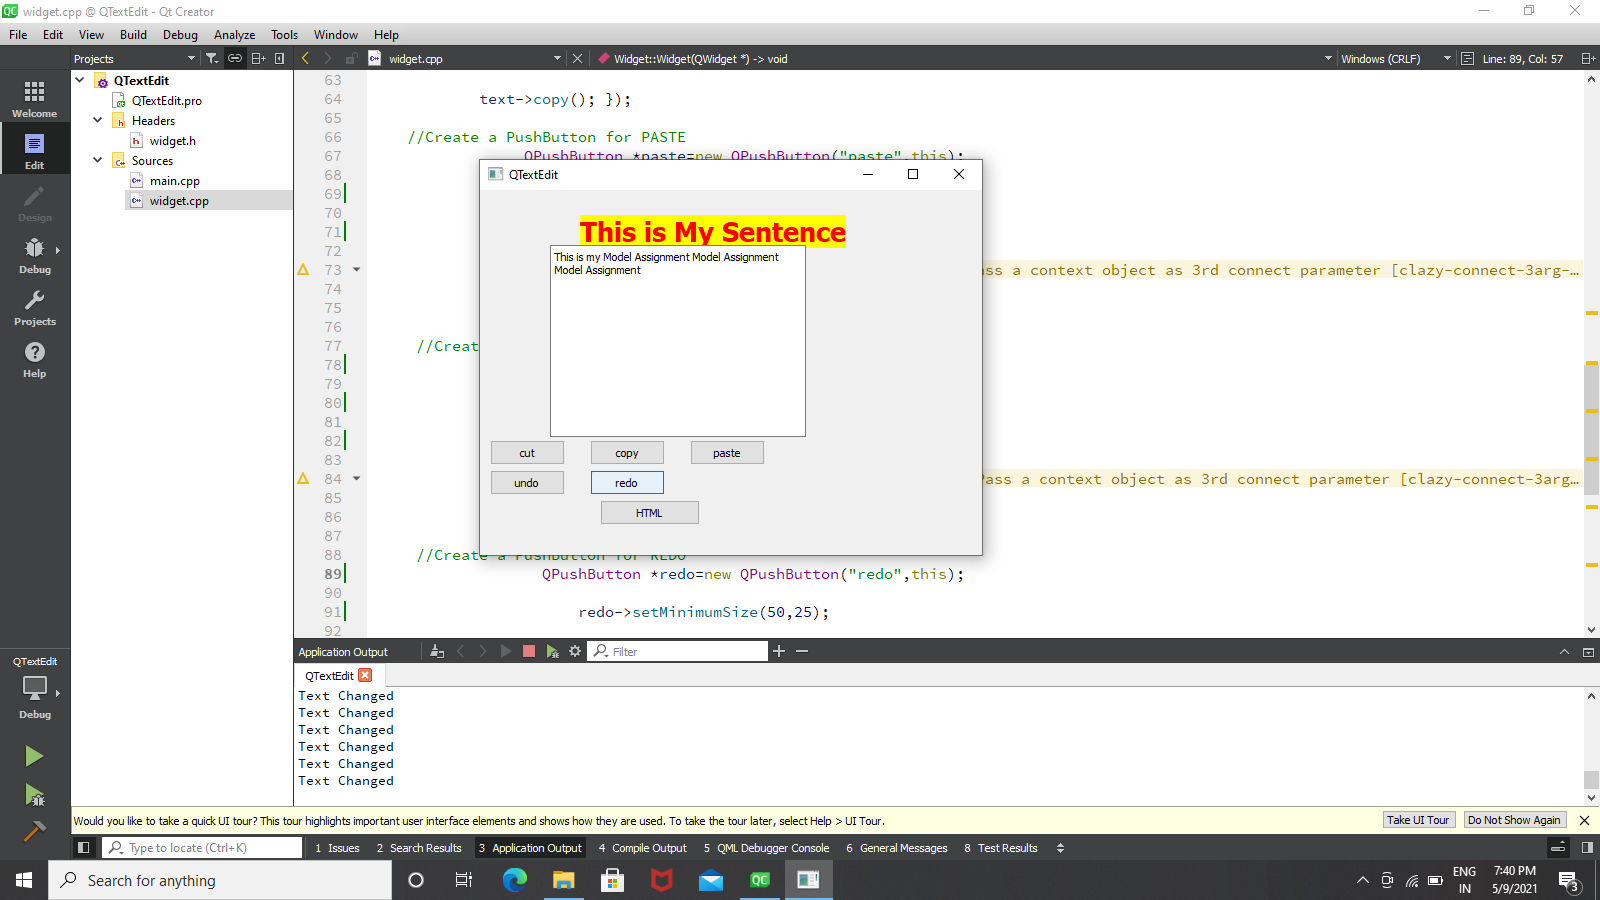 widget.cpp @ QTextEdit - Qt Creator
File Edit View Build Debug Analyze Tools Window Help
Projects widget.cpp Widget::Widget(QWidget *) -> void Windows (CRLF) Line: 89, Col: 57
Welcome
Edit
Design
Debug
Projects
Help
QTextEdit
QTextEdit.pro
Headers
widget.h
Sources
main.cpp
widget.cpp
63
64 text->copy(); });
65
66 //Create a PushButton for PASTE
67 QPushButton *paste=new QPushButton("paste",this);
68
69
70
71
72
73 ass a context object as 3rd connect parameter [clazy-connect-3arg-…
74
75
76
77 //Creat
78
79
80
81
82
83
84 Pass a context object as 3rd connect parameter [clazy-connect-3arg…
85
86
87
88 //Create a PushButton for REDO
89 QPushButton *redo=new QPushButton("redo",this);
90
91 redo->setMinimumSize(50,25);
92
QTextEdit
This is My Sentence
This is my Model Assignment Model Assignment
Model Assignment
cut copy paste
undo redo
HTML
QTextEdit
Debug
Application Output Filter
QTextEdit
Text Changed
Text Changed
Text Changed
Text Changed
Text Changed
Text Changed
Would you like to take a quick UI tour? This tour highlights important user interface elements and shows how they are used. To take the tour later, select Help > UI Tour. Take UI Tour Do Not Show Again
Type to locate (Ctrl+K) 1 Issues 2 Search Results 3 Application Output 4 Compile Output 5 QML Debugger Console 6 General Messages 8 Test Results
Search for anything
QC
ENG
IN
7:40 PM
5/9/2021
3